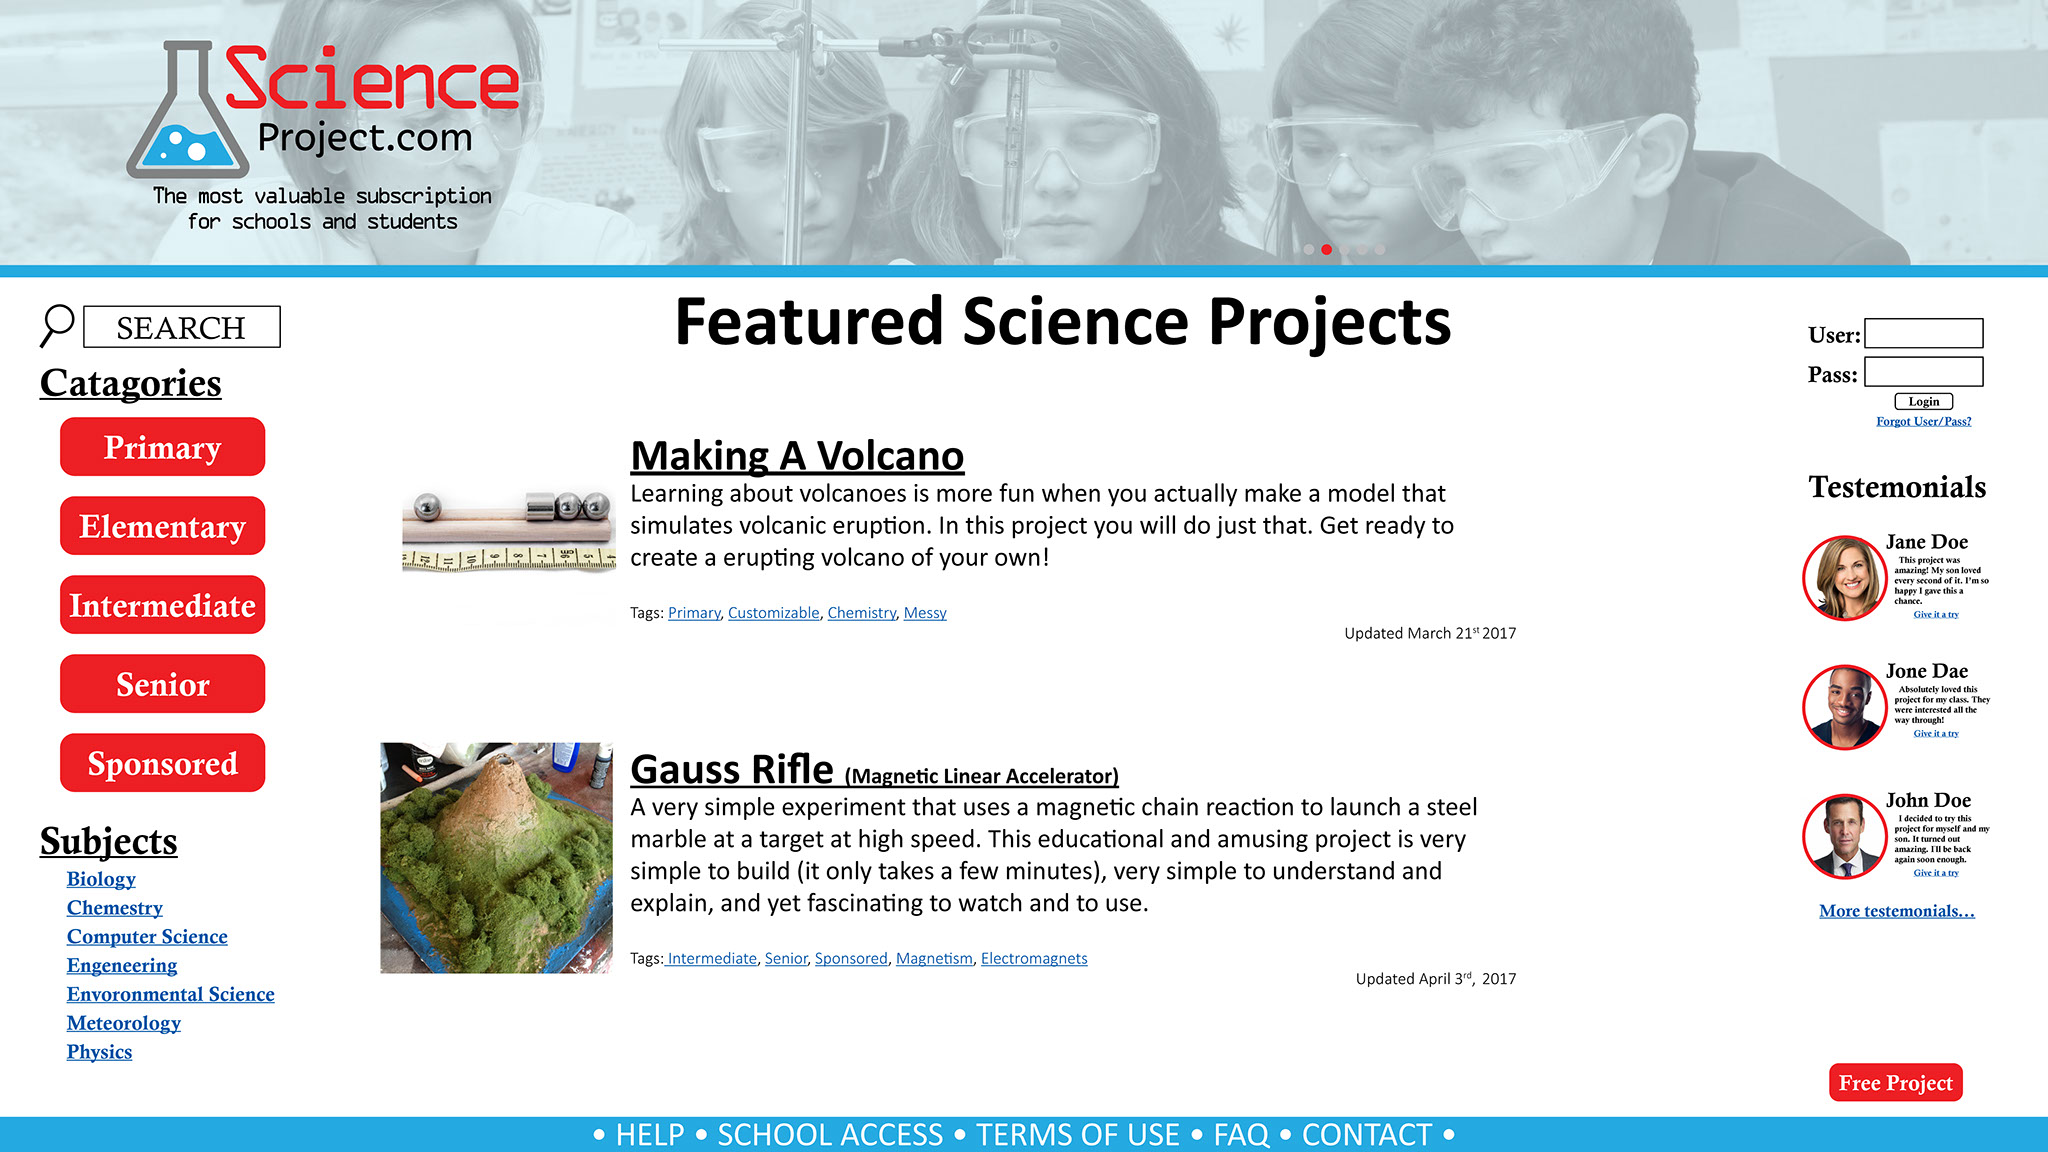 Science
Project.com
The most valuable subscription
for schools and students
SEARCH
Catagories
Primary
Elementary
Intermediate
Senior
Sponsored
Subjects
Biology
Chemestry
Computer Science
Engeneering
Envoronmental Science
Meteorology
Physics
Featured Science Projects
Making A Volcano
Learning about volcanoes is more fun when you actually make a model that
simulates volcanic eruption. In this project you will do just that. Get ready to
create a erupting volcano of your own!
Tags: Primary, Customizable, Chemistry, Messy
Updated March 21st 2017
Gauss Rifle (Magnetic Linear Accelerator)
A very simple experiment that uses a magnetic chain reaction to launch a steel
marble at a target at high speed. This educational and amusing project is very
simple to build (it only takes a few minutes), very simple to understand and
explain, and yet fascinating to watch and to use.
Tags: Intermediate, Senior, Sponsored, Magnetism, Electromagnets
Updated April 3rd, 2017
User:
Pass:
Login
Forgot User/Pass?
Testemonials
Jane Doe
This project was
amazing! My son loved
every second of it. I'm so
happy I gave this a
chance.
Give it a try
Jone Dae
Absolutely loved this
project for my class. They
were interested all the
way through!
Give it a try
John Doe
I decided to try this
project for myself and my
son. It turned out
amazing. I'll be back
again soon enough.
Give it a try
More testemonials...
Free Project
• HELP • SCHOOL ACCESS • TERMS OF USE • FAQ • CONTACT •